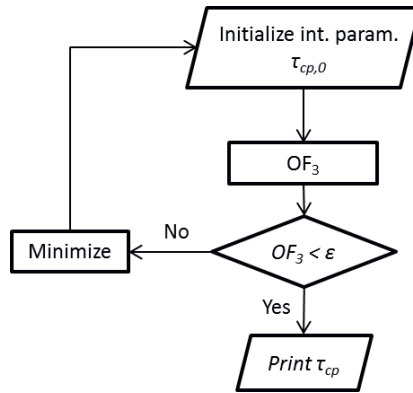 Initialize int. param.
τcp,0
OF3
OF3 < ε
No
Minimize
Yes
Print τcp